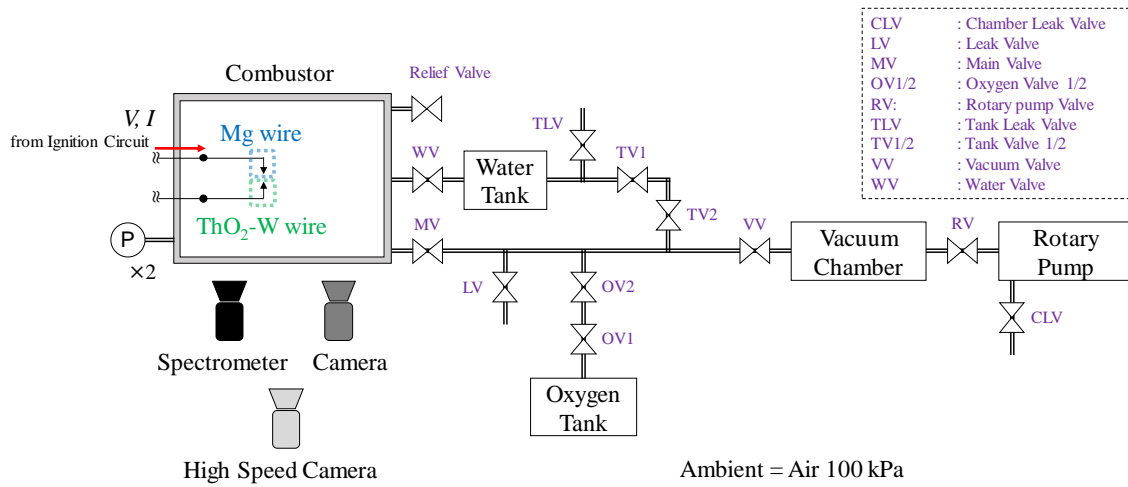 CLV : Chamber Leak Valve
LV : Leak Valve
MV : Main Valve
OV1/2 : Oxygen Valve 1/2
RV: : Rotary pump Valve
TLV : Tank Leak Valve
TV1/2 : Tank Valve 1/2
VV : Vacuum Valve
WV : Water Valve
Combustor
Relief Valve
V, I
from Ignition Circuit
Mg wire
ThO₂-W wire
P
×2
WV
Water
Tank
TLV
TV1
TV2
MV
LV
OV2
OV1
Oxygen
Tank
VV
Vacuum
Chamber
RV
Rotary
Pump
CLV
Spectrometer
Camera
High Speed Camera
Ambient = Air 100 kPa